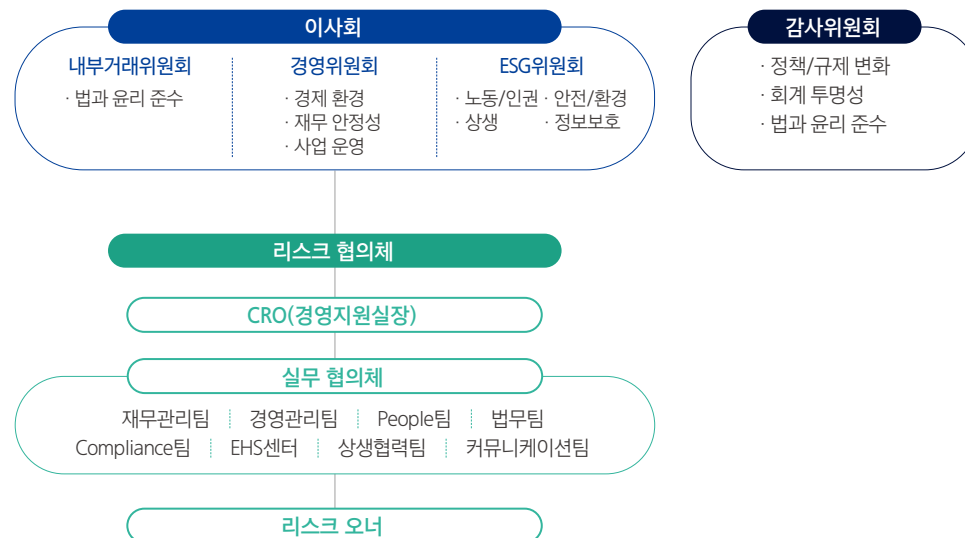 이사회
내부거래위원회
· 법과 윤리 준수
경영위원회
· 경제 환경
· 재무 안정성
· 사업 운영
ESG위원회
· 노동/인권 · 안전/환경
· 상생 · 정보보호
감사위원회
· 정책/규제 변화
· 회계 투명성
· 법과 윤리 준수
리스크 협의체
CRO(경영지원실장)
실무 협의체
재무관리팀 경영관리팀 People팀 법무팀
Compliance팀 EHS센터 상생협력팀 커뮤니케이션팀
리스크 오너